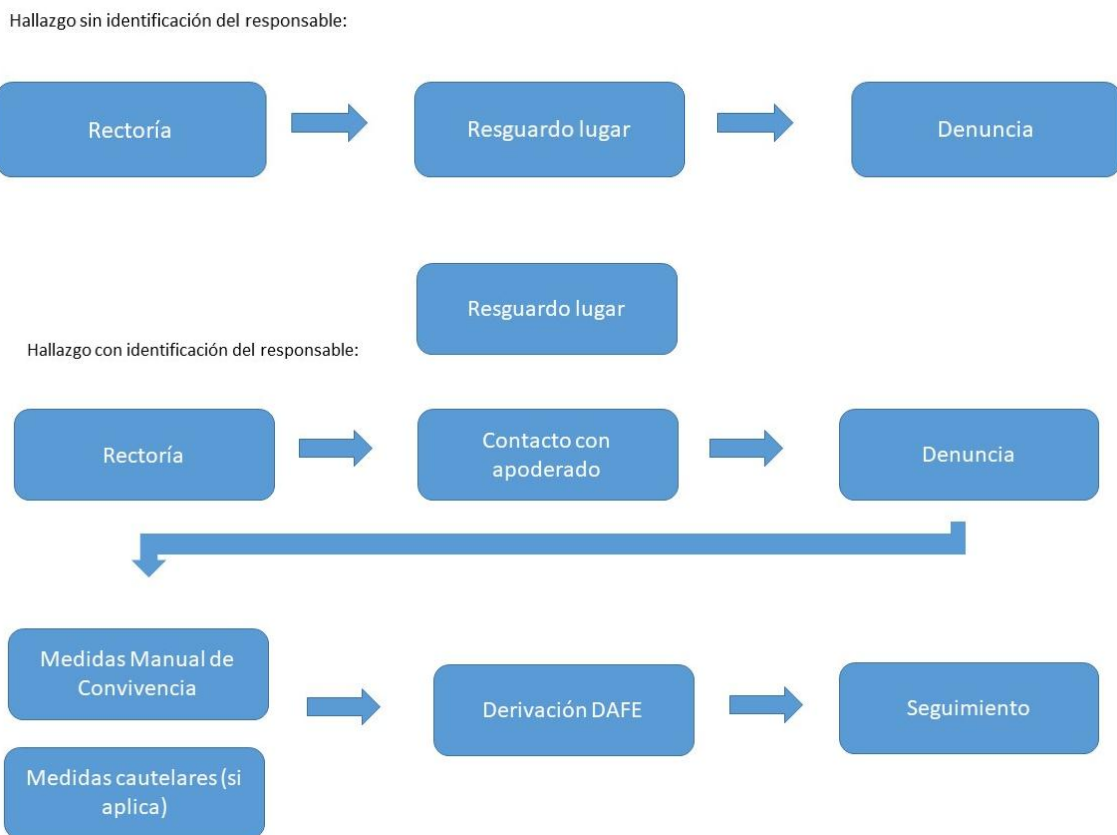 Hallazgo sin identificación del responsable:
Rectoría
Resguardo lugar
Denuncia
Resguardo lugar
Hallazgo con identificación del responsable:
Rectoría
Contacto con
apoderado
Denuncia
Medidas Manual de
Convivencia
Derivación DAFE
Seguimiento
Medidas cautelares (si
aplica)